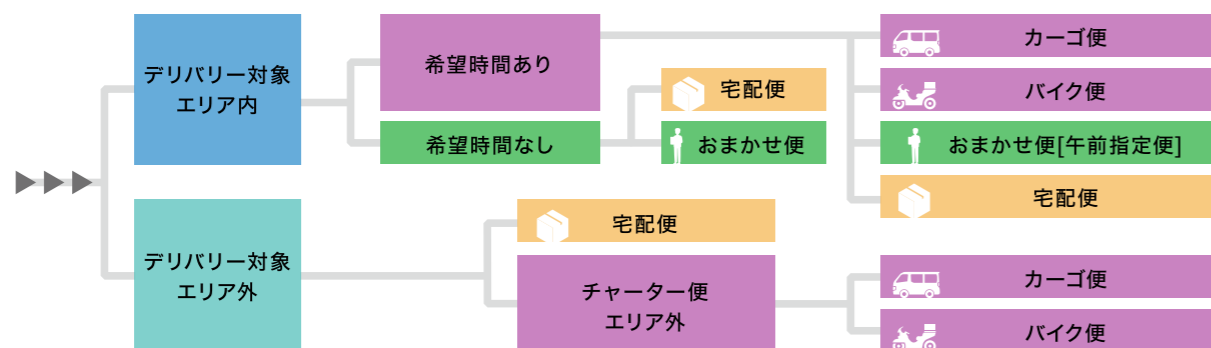 デリバリー対象
エリア内
希望時間あり
希望時間なし
宅配便
おまかせ便
カーゴ便
バイク便
おまかせ便[午前指定便]
宅配便
デリバリー対象
エリア外
宅配便
チャーター便
エリア外
カーゴ便
バイク便